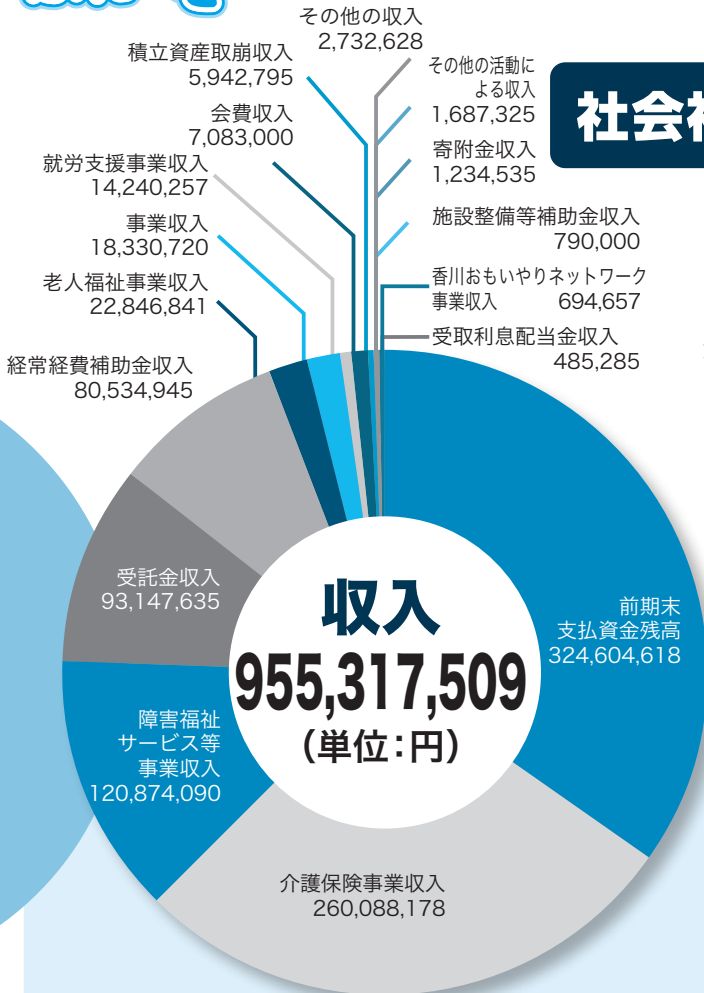 その他の収入
2,732,628
積立資産取崩収入
5,942,795
その他の活動に
よる収入
1,687,325
会費収入
7,083,000
寄附金収入
1,234,535
就労支援事業収入
14,240,257
施設整備等補助金収入
790,000
事業収入
18,330,720
香川おもいやりネットワーク
事業収入 694,657
老人福祉事業収入
22,846,841
受取利息配当金収入
485,285
経常経費補助金収入
80,534,945
社会
受託金収入
93,147,635
収入
955,317,509
(単位:円)
前期末
支払資金残高
324,604,618
障害福祉
サービス等
事業収入
120,874,090
介護保険事業収入
260,088,178